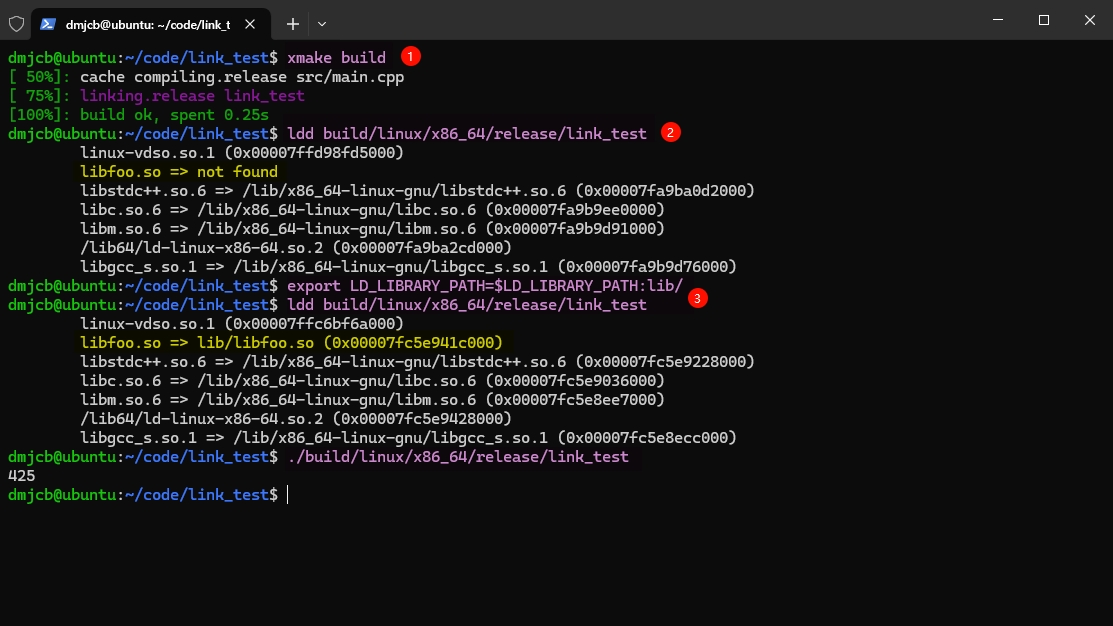 dmjcb@ubuntu: ~/code/link_t
dmjcb@ubuntu:~/code/link_test$ xmake build 1
[ 50%]: cache compiling.release src/main.cpp
[ 75%]: linking.release link_test
[100%]: build ok, spent 0.25s
dmjcb@ubuntu:~/code/link_test$ ldd build/linux/x86_64/release/link_test 2
linux-vdso.so.1 (0x00007ffd98fd5000)
libfoo.so => not found
libstdc++.so.6 => /lib/x86_64-linux-gnu/libstdc++.so.6 (0x00007fa9ba0d2000)
libc.so.6 => /lib/x86_64-linux-gnu/libc.so.6 (0x00007fa9b9ee0000)
libm.so.6 => /lib/x86_64-linux-gnu/libm.so.6 (0x00007fa9b9d91000)
/lib64/ld-linux-x86-64.so.2 (0x00007fa9ba2cd000)
libgcc_s.so.1 => /lib/x86_64-linux-gnu/libgcc_s.so.1 (0x00007fa9b9d76000)
dmjcb@ubuntu:~/code/link_test$ export LD_LIBRARY_PATH=$LD_LIBRARY_PATH:lib/
dmjcb@ubuntu:~/code/link_test$ ldd build/linux/x86_64/release/link_test 3
linux-vdso.so.1 (0x00007ffc6bf6a000)
libfoo.so => lib/libfoo.so (0x00007fc5e941c000)
libstdc++.so.6 => /lib/x86_64-linux-gnu/libstdc++.so.6 (0x00007fc5e9228000)
libc.so.6 => /lib/x86_64-linux-gnu/libc.so.6 (0x00007fc5e9036000)
libm.so.6 => /lib/x86_64-linux-gnu/libm.so.6 (0x00007fc5e8ee7000)
/lib64/ld-linux-x86-64.so.2 (0x00007fc5e9428000)
libgcc_s.so.1 => /lib/x86_64-linux-gnu/libgcc_s.so.1 (0x00007fc5e8ecc000)
dmjcb@ubuntu:~/code/link_test$ ./build/linux/x86_64/release/link_test
425
dmjcb@ubuntu:~/code/link_test$